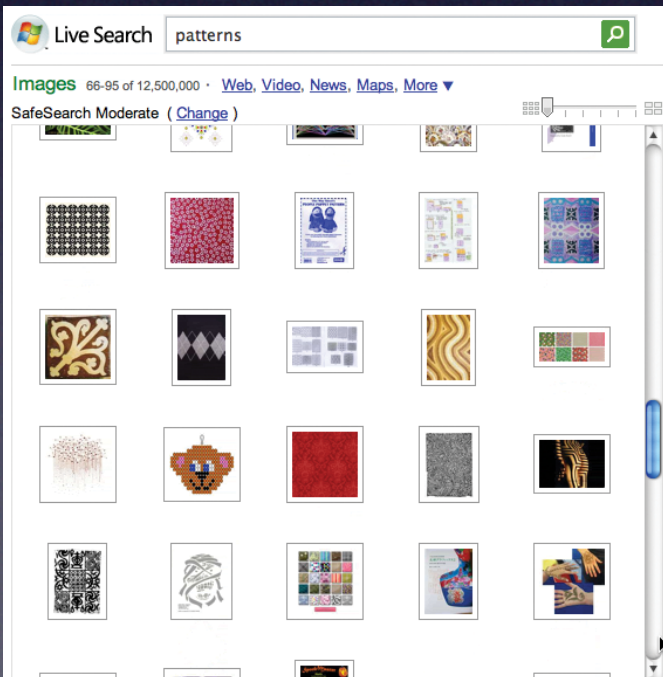 Live Search patterns
Images 66-95 of 12,500,000 · Web, Video, News, Maps, More ▼
SafeSearch Moderate ( Change )